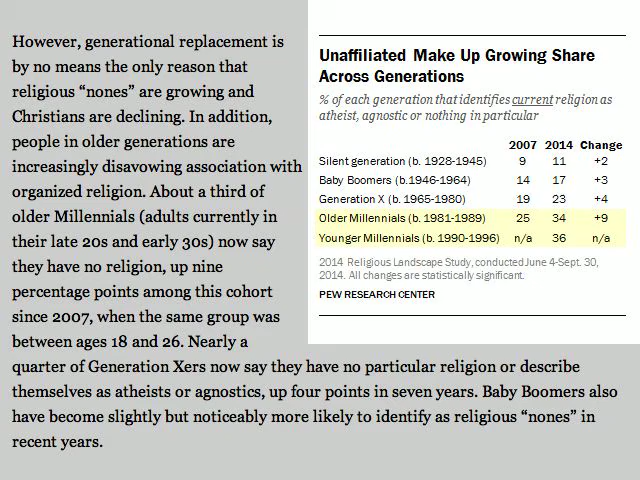 However, generational replacement is
by no means the only reason that
religious “nones” are growing and
Christians are declining. In addition,
people in older generations are
increasingly disavowing association with
organized religion. About a third of
older Millennials (adults currently in
their late 20s and early 30s) now say
they have no religion, up nine
percentage points among this cohort
since 2007, when the same group was
between ages 18 and 26. Nearly a
quarter of Generation Xers now say they have no particular religion or describe
themselves as atheists or agnostics, up four points in seven years. Baby Boomers also
have become slightly but noticeably more likely to identify as religious “nones” in
recent years.
Unaffiliated Make Up Growing Share
Across Generations
% of each generation that identifies current religion as
atheist, agnostic or nothing in particular
2007 2014 Change
Silent generation (b. 1928-1945) 9 11 +2
Baby Boomers (b.1946-1964) 14 17 +3
Generation X (b. 1965-1980) 19 23 +4
Older Millennials (b. 1981-1989) 25 34 +9
Younger Millennials (b. 1990-1996) n/a 36 n/a
2014 Religious Landscape Study, conducted June 4-Sept. 30,
2014. All changes are statistically significant.
PEW RESEARCH CENTER